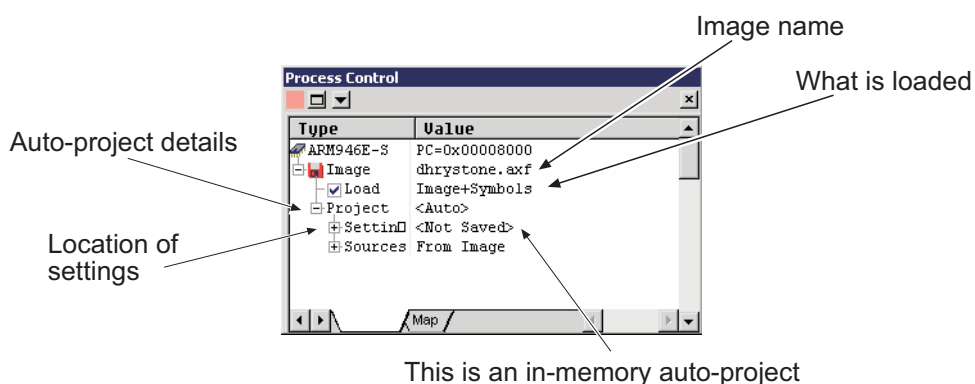 Image name
What is loaded
Process Control
Type Value
Auto-project details
ARM946E-S PC=0x00008000
Image dhrystone.axf
Load Image+Symbols
Project <Auto>
Settin <Not Saved>
Sources From Image
Location of
settings
Map
This is an in-memory auto-project